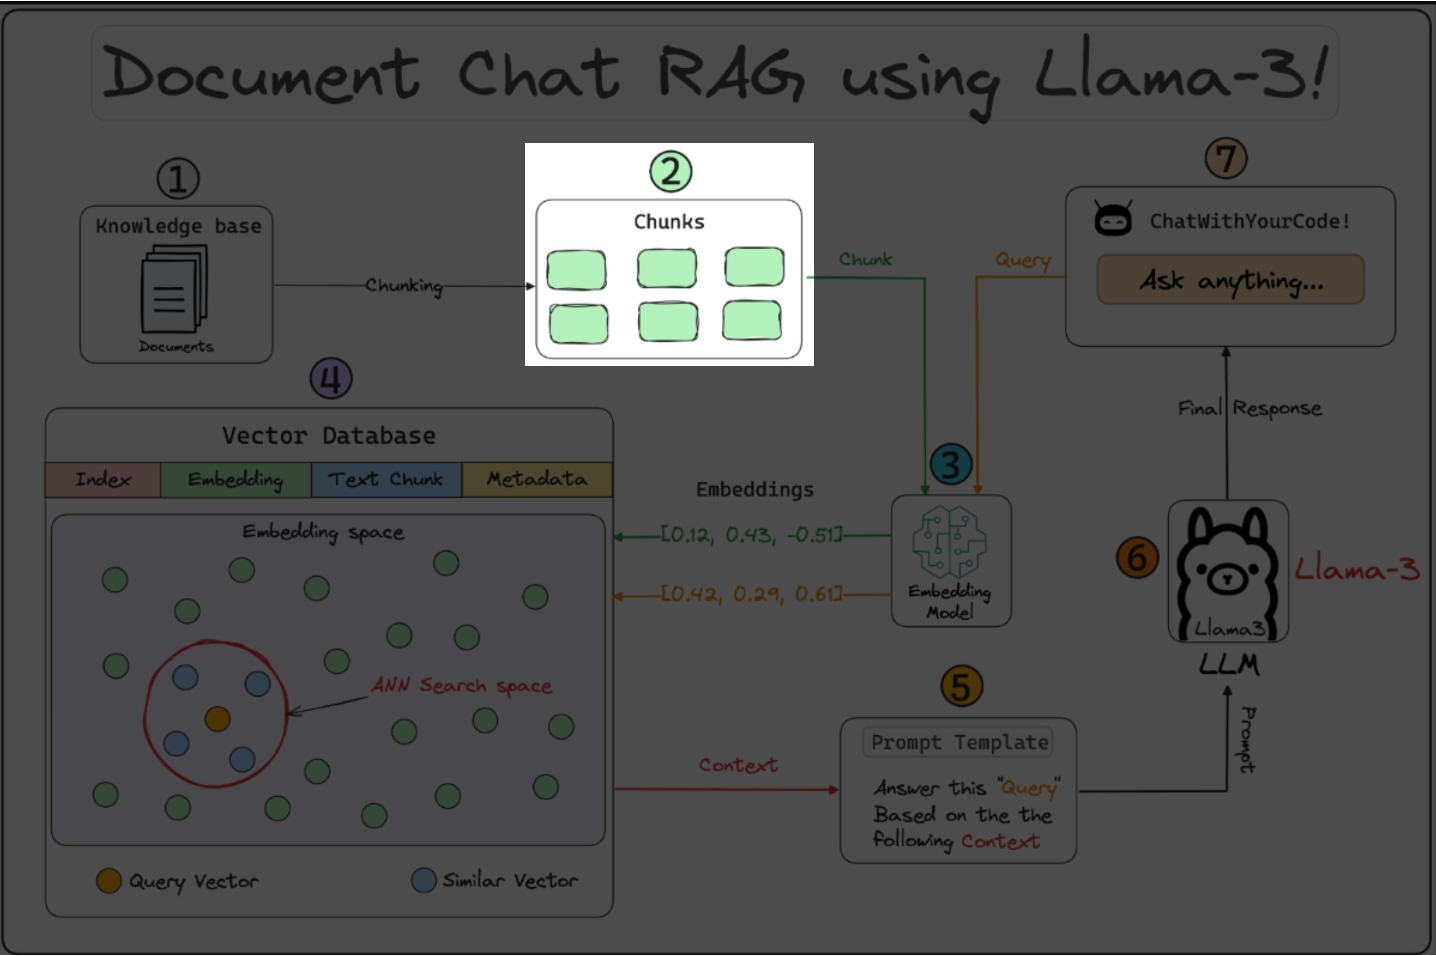 Document Chat RAG using Llama-3!
1
Knowledge base
Documents
Chunking
2
Chunks
Chunk
Query
7
ChatWithYourCode!
Ask anything...
Final Response
4
Vector Database
Index
Embedding
Text Chunk
Metadata
Embedding space
ANN Search space
Query Vector
Similar Vector
Embeddings
[0.12, 0.43, -0.51]
[0.42, 0.29, 0.61]
3
Embedding
Model
Context
5
Prompt Template
Answer this "Query"
Based on the the
following Context
Prompt
6
Llama3
Llama-3
LLM